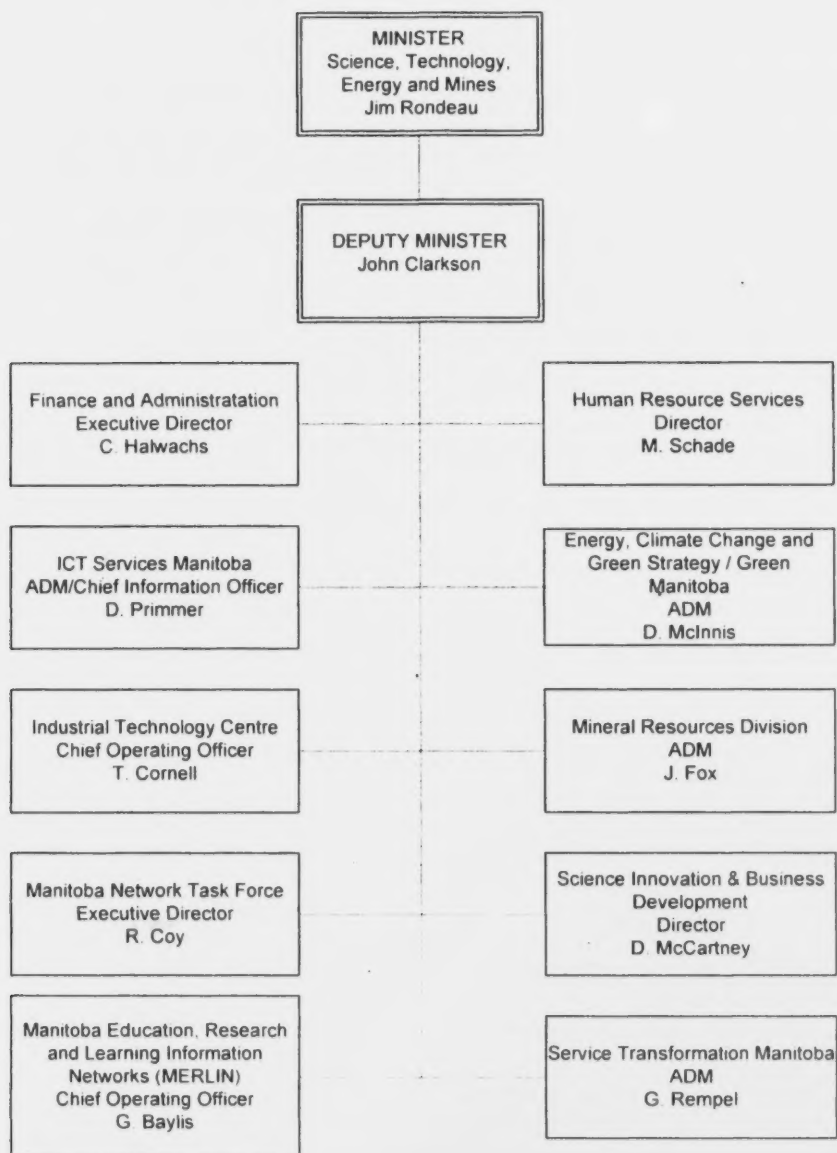 MINISTER
Science, Technology,
Energy and Mines
Jim Rondeau
DEPUTY MINISTER
John Clarkson
Finance and Administratation
Executive Director
C. Halwachs
Human Resource Services
Director
M. Schade
ICT Services Manitoba
ADM/Chief Information Officer
D. Primmer
Energy, Climate Change and
Green Strategy / Green
Manitoba
ADM
D. McInnis
Industrial Technology Centre
Chief Operating Officer
T. Cornell
Mineral Resources Division
ADM
J. Fox
Manitoba Network Task Force
Executive Director
R. Coy
Science Innovation & Business
Development
Director
D. McCartney
Manitoba Education, Research
and Learning Information
Networks (MERLIN)
Chief Operating Officer
G. Baylis
Service Transformation Manitoba
ADM
G. Rempel